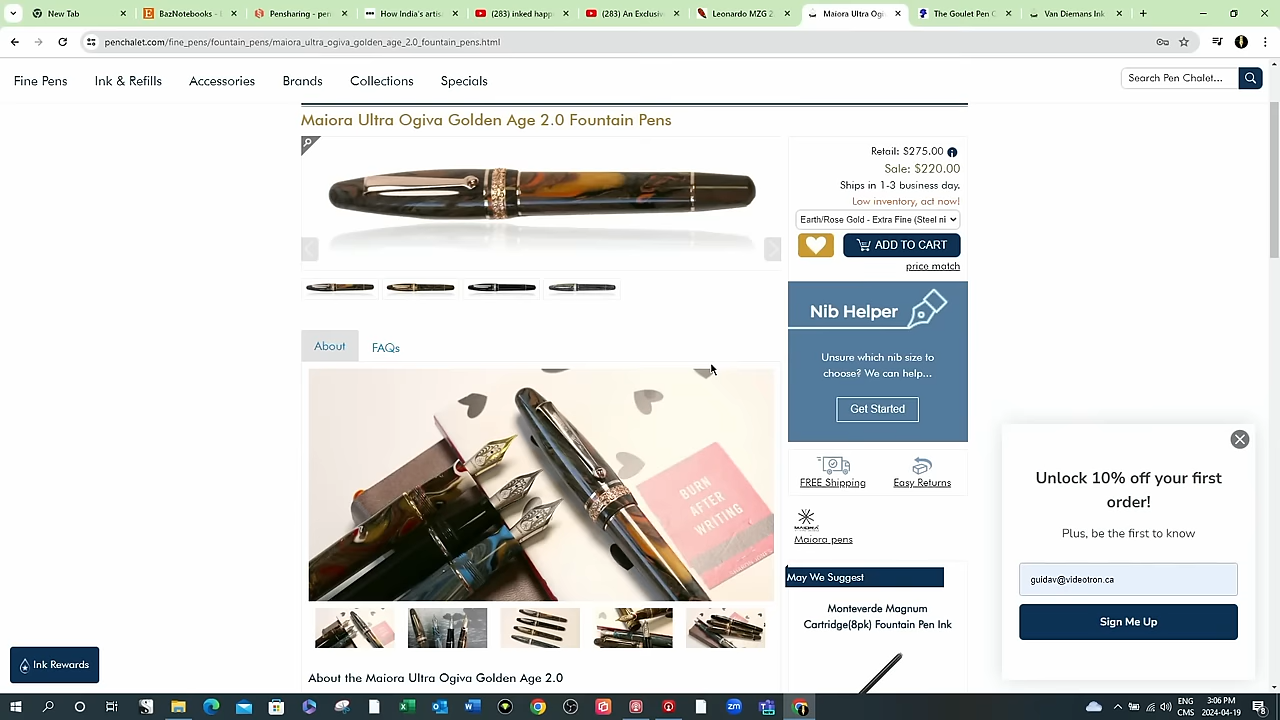 New Tab
BazNotebooks - E
Pensharing - pen
How India's artis
(283) inked happ
(283) An Exclusiv
Leonardo MZG 2
Maiora Ultra Ogi
The Goulet Pen C
Van Diemans Ink
penchalet.com/fine_pens/fountain_pens/maiora_ultra_ogiva_golden_age_2.0_fountain_pens.html
Fine Pens
Ink & Refills
Accessories
Brands
Collections
Specials
Search Pen Chalet...
Maiora Ultra Ogiva Golden Age 2.0 Fountain Pens
Retail: $275.00
Sale: $220.00
Ships in 1-3 business day.
Low inventory, act now!
Earth/Rose Gold - Extra Fine (Steel ni
ADD TO CART
price match
Nib Helper
Unsure which nib size to
choose? We can help...
Get Started
About
FAQs
BURN
AFTER
WRITING
FREE Shipping
Easy Returns
MAIORA
Maiora pens
May We Suggest
Monteverde Magnum
Cartridge(8pk) Fountain Pen Ink
Unlock 10% off your first
order!
Plus, be the first to know
guidav@videotron.ca
Sign Me Up
Ink Rewards
About the Maiora Ultra Ogiva Golden Age 2.0
ENG
CMS
3:06 PM
2024-04-19